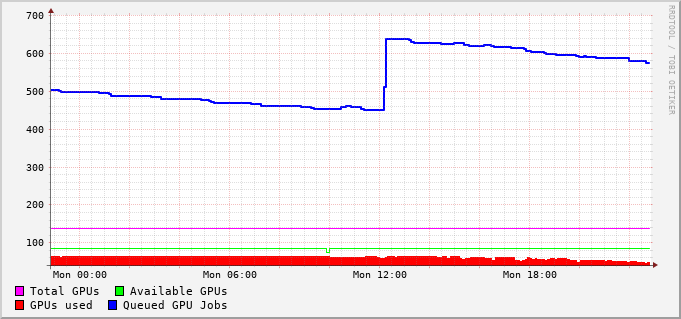 700
600
500
400
300
200
100
Mon 00:00 Mon 06:00 Mon 12:00 Mon 18:00
Total GPUs Available GPUs
GPUs used Queued GPU Jobs
RRDTOOL / TOBI OETIKER